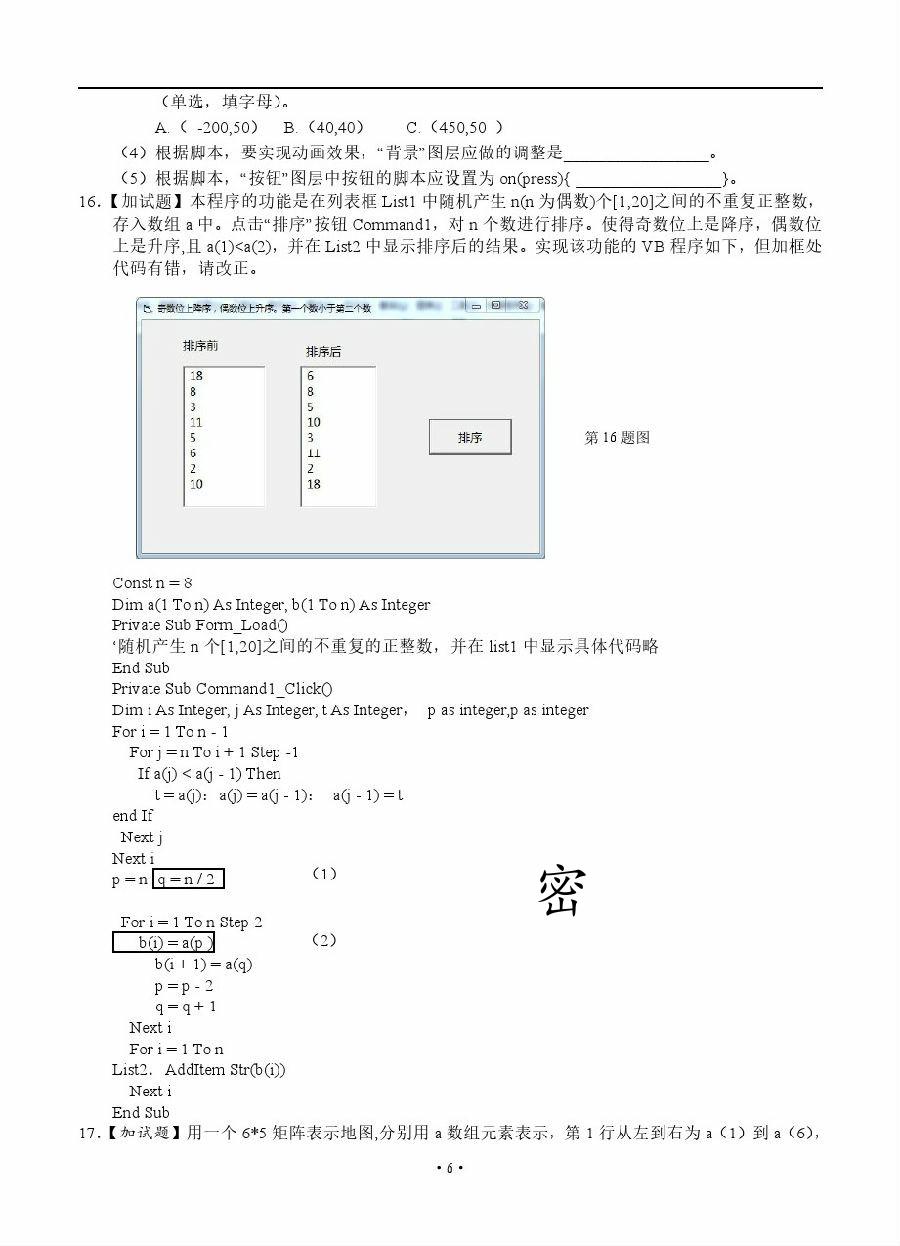 （单选，填字母）。
A.（ -200,50） B.（40,40） C.（450,50 ）
（4）根据脚本，要实现动画效果，“背景”图层应做的调整是__________________。
（5）根据脚本，“按钮”图层中按钮的脚本应设置为 on(press){ __________________}。
16.【加试题】本程序的功能是在列表框 List1 中随机产生 n(n 为偶数)个[1,20]之间的不重复正整数，
存入数组 a 中。点击“排序”按钮 Command1，对 n 个数进行排序。使得奇数位上是降序，偶数位
上是升序,且 a(1)<a(2)，并在 List2 中显示排序后的结果。实现该功能的 VB 程序如下，但加框处
代码有错，请改正。
奇数位上降序，偶数位上升序。第一个数小于第二个数
排序前 排序后
18 6
8 8
3 5
11 10
5 3
6 11
2 2
10 18
排序
第 16 题图
Const n = 8
Dim a(1 To n) As Integer, b(1 To n) As Integer
Private Sub Form_Load()
‘随机产生 n 个[1,20]之间的不重复的正整数，并在 list1 中显示具体代码略
End Sub
Private Sub Command1_Click()
Dim i As Integer, j As Integer, t As Integer， p as integer,p as integer
For i = 1 To n - 1
For j = n To i + 1 Step -1
If a(j) < a(j - 1) Then
t = a(j)： a(j) = a(j - 1)： a(j - 1) = t
end If
Next j
Next i
p = n q = n / 2 （1）
密
For i = 1 To n Step 2
b(i) = a(p ) （2）
b(i + 1) = a(q)
p = p - 2
q = q + 1
Next i
For i = 1 To n
List2．AddItem Str(b(i))
Next i
End Sub
17.【加试题】用一个 6*5 矩阵表示地图,分别用 a 数组元素表示，第 1 行从左到右为 a（1）到 a（6），
· 6 ·